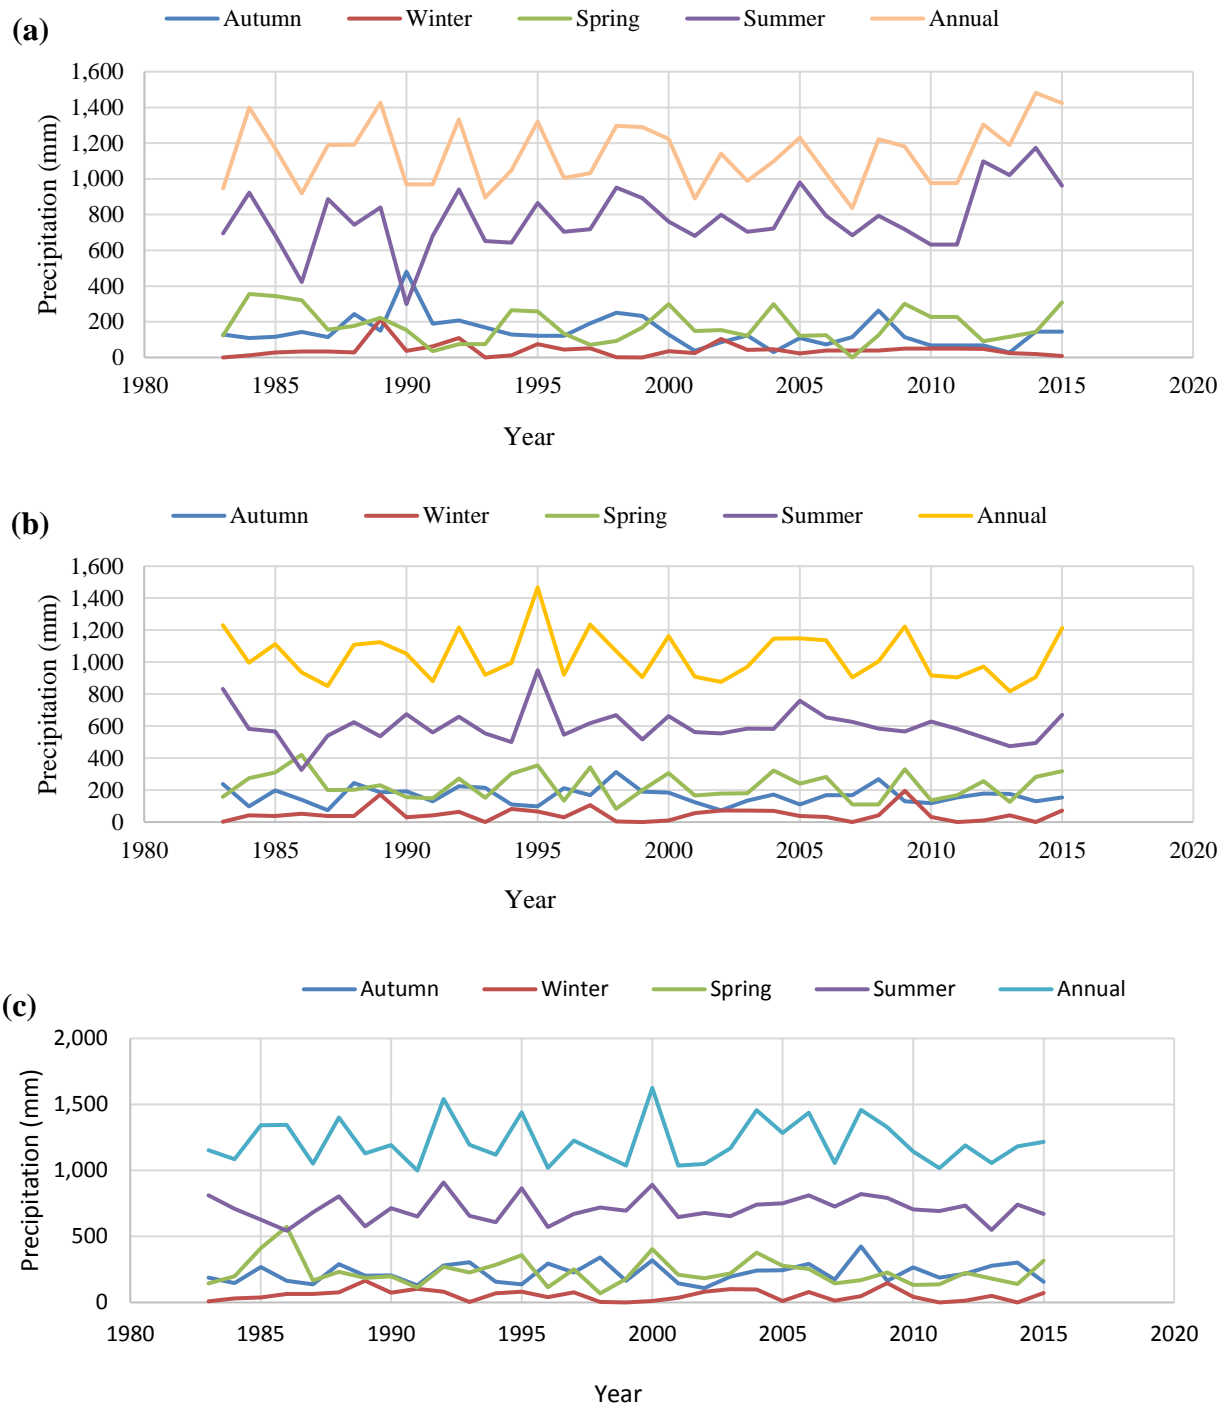 (a)
Autumn Winter Spring Summer Annual
Precipitation (mm)
1,600
1,400
1,200
1,000
800
600
400
200
0
1980 1985 1990 1995 2000 2005 2010 2015 2020
Year
(b)
Autumn Winter Spring Summer Annual
Precipitation (mm)
1,600
1,400
1,200
1,000
800
600
400
200
0
1980 1985 1990 1995 2000 2005 2010 2015 2020
Year
(c)
Autumn Winter Spring Summer Annual
Precipitation (mm)
2,000
1,500
1,000
500
0
1980 1985 1990 1995 2000 2005 2010 2015 2020
Year